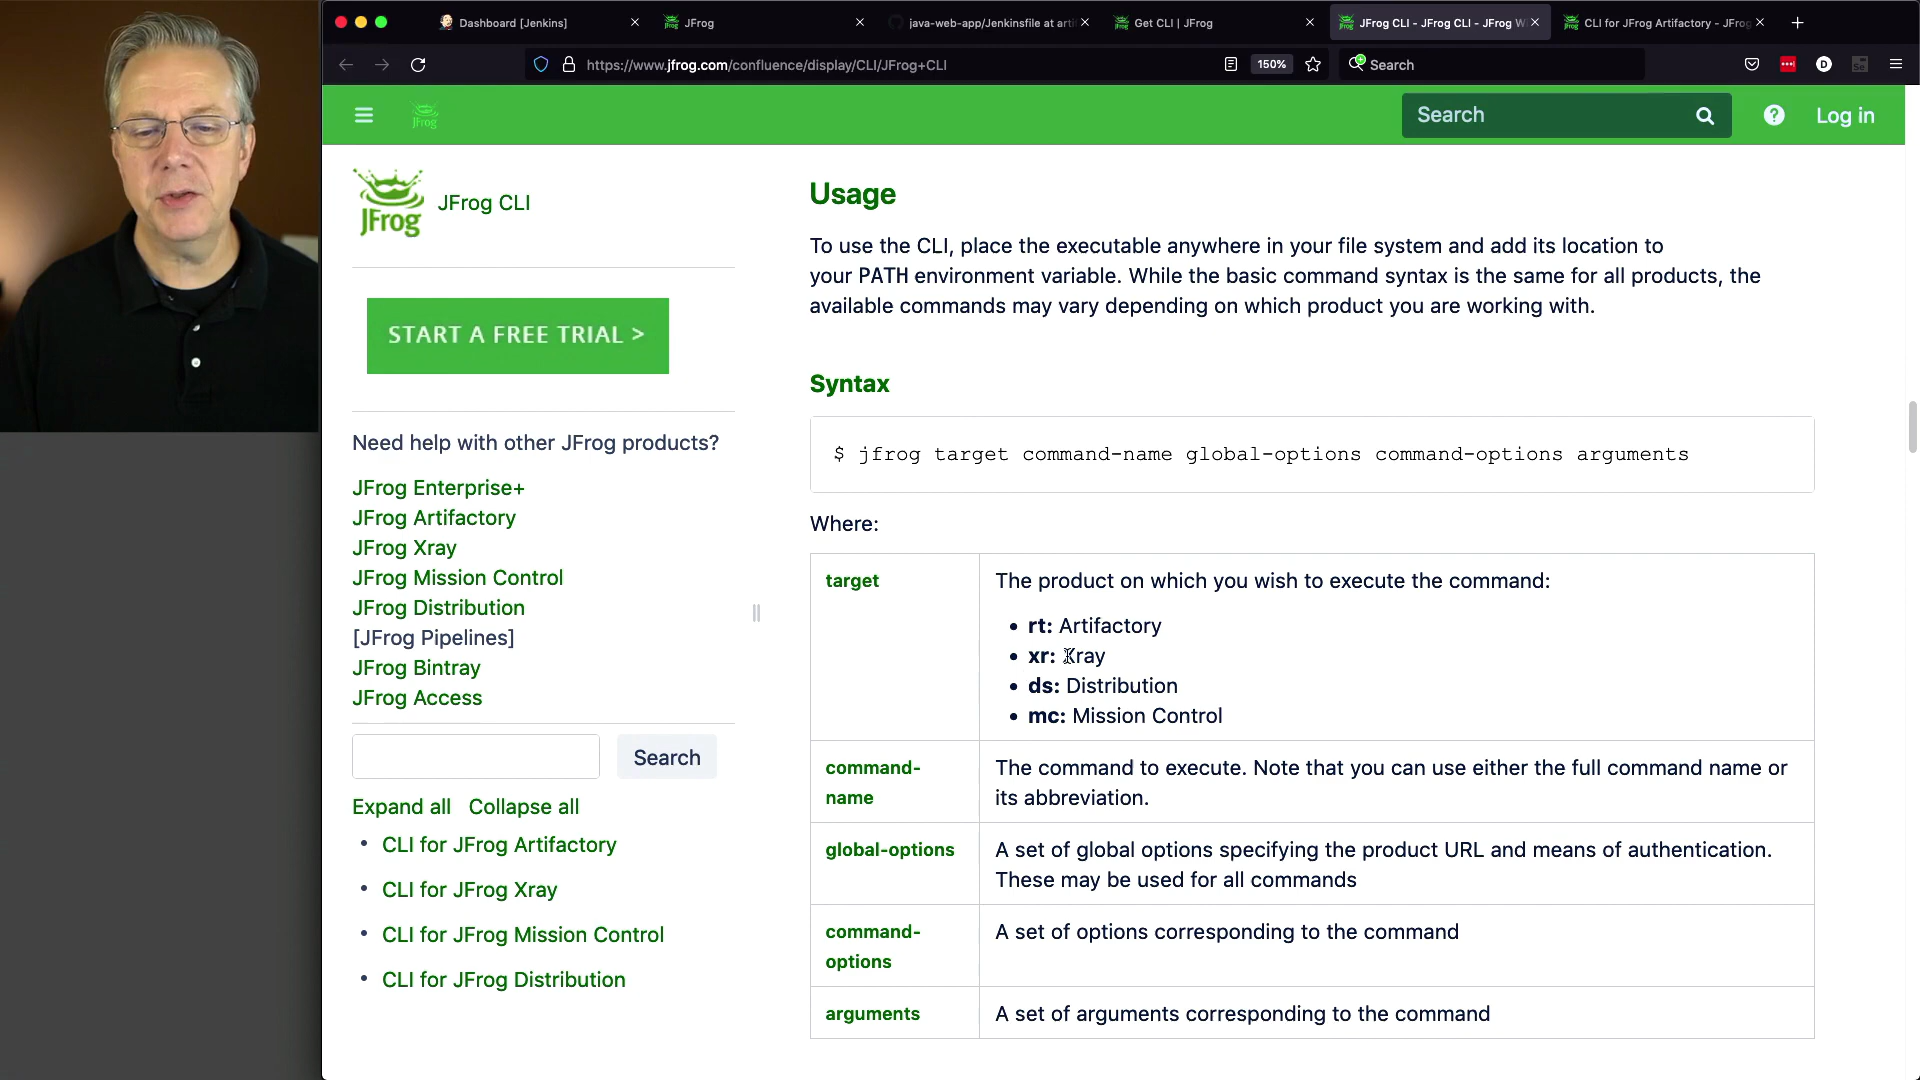 Dashboard [Jenkins]
JFrog
java-web-app/Jenkinsfile at arti
Get CLI | JFrog
JFrog CLI - JFrog CLI - JFrog W
CLI for JFrog Artifactory - JFrog
https://www.jfrog.com/confluence/display/CLI/JFrog+CLI
150%
Search
JFrog
Search
Log in
JFrog
JFrog CLI
START A FREE TRIAL >
Need help with other JFrog products?
JFrog Enterprise+
JFrog Artifactory
JFrog Xray
JFrog Mission Control
JFrog Distribution
[JFrog Pipelines]
JFrog Bintray
JFrog Access
Search
Expand all Collapse all
• CLI for JFrog Artifactory
• CLI for JFrog Xray
• CLI for JFrog Mission Control
• CLI for JFrog Distribution
Usage
To use the CLI, place the executable anywhere in your file system and add its location to
your PATH environment variable. While the basic command syntax is the same for all products, the
available commands may vary depending on which product you are working with.
Syntax
$ jfrog target command-name global-options command-options arguments
Where:
target
The product on which you wish to execute the command:
• rt: Artifactory
• xr: Xray
• ds: Distribution
• mc: Mission Control
command-
name
The command to execute. Note that you can use either the full command name or
its abbreviation.
global-options
A set of global options specifying the product URL and means of authentication.
These may be used for all commands
command-
options
A set of options corresponding to the command
arguments
A set of arguments corresponding to the command